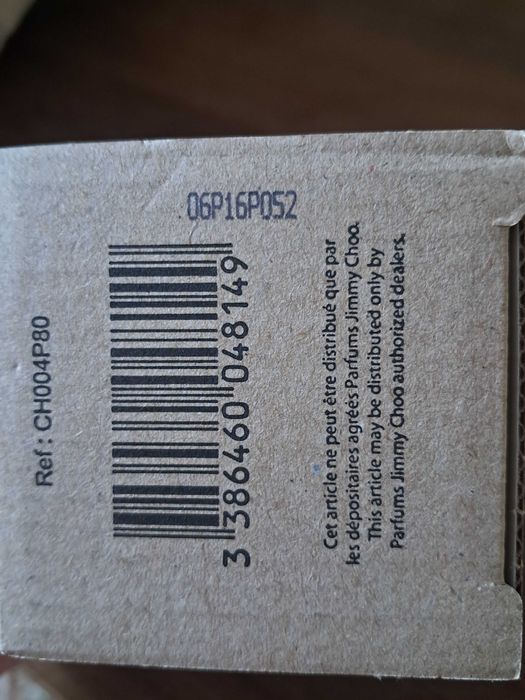 06P16P052
Ref : CH004P80
3 386460 048149
Cet article ne peut être distribué que par
les dépositaires agréés Parfums Jimmy Choo.
This article may be distributed only by
Parfums Jimmy Choo authorized dealers.